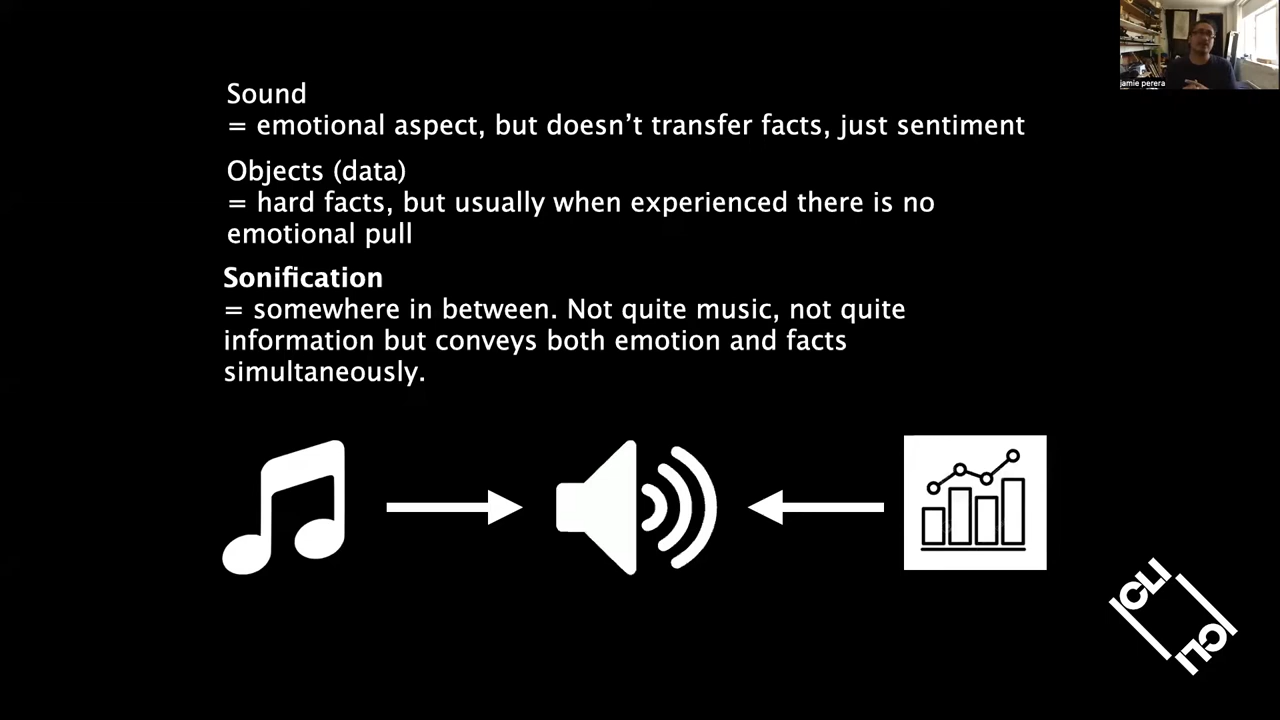 jamie perera
Sound
= emotional aspect, but doesn’t transfer facts, just sentiment
Objects (data)
= hard facts, but usually when experienced there is no
emotional pull
Sonification
= somewhere in between. Not quite music, not quite
information but conveys both emotion and facts
simultaneously.
ICLI
ICLI